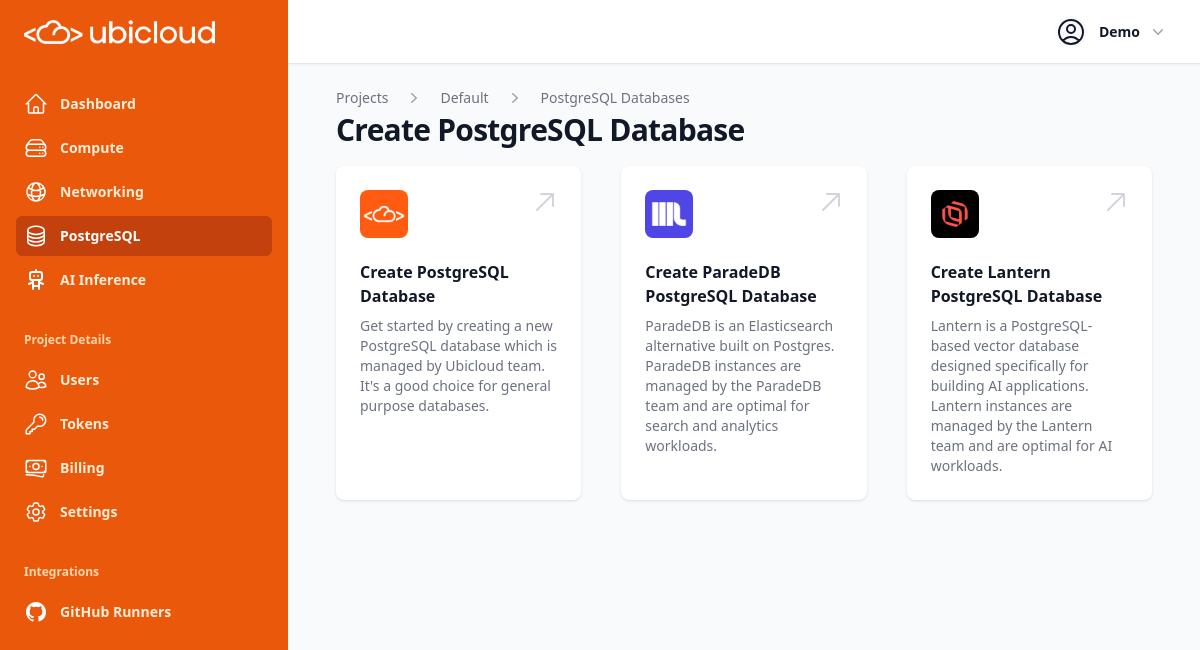 ubicloud
Demo
Dashboard
Compute
Networking
PostgreSQL
AI Inference
Project Details
Users
Tokens
Billing
Settings
Integrations
GitHub Runners
Projects
Default
PostgreSQL Databases
Create PostgreSQL Database
Create PostgreSQL
Database
Get started by creating a new
PostgreSQL database which is
managed by Ubicloud team.
It's a good choice for general
purpose databases.
Create ParadeDB
PostgreSQL Database
ParadeDB is an Elasticsearch
alternative built on Postgres.
ParadeDB instances are
managed by the ParadeDB
team and are optimal for
search and analytics
workloads.
Create Lantern
PostgreSQL Database
Lantern is a PostgreSQL-
based vector database
designed specifically for
building AI applications.
Lantern instances are
managed by the Lantern
team and are optimal for AI
workloads.